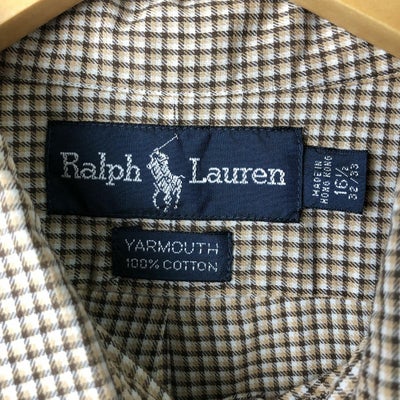 Ralph Lauren
MADE IN
HONG KONG
16½
32/33
YARMOUTH
100% COTTON